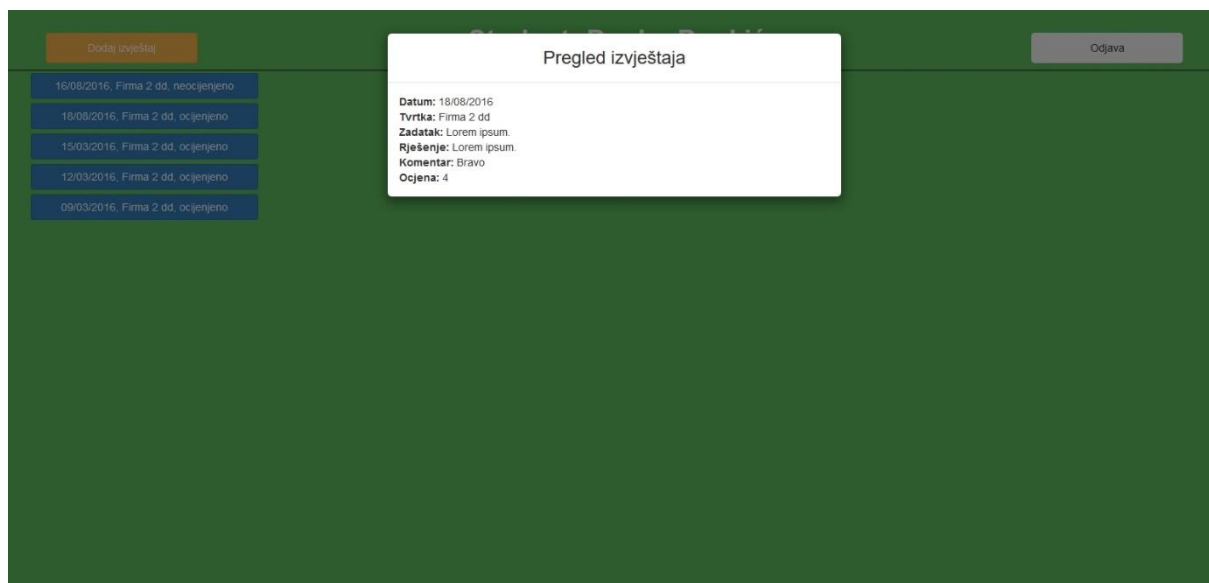 Dodaj izvještaj
Odjava
16/08/2016, Firma 2 dd, neocijenjeno
18/08/2016, Firma 2 dd, ocijenjeno
15/03/2016, Firma 2 dd, ocijenjeno
12/03/2016, Firma 2 dd, ocijenjeno
09/03/2016, Firma 2 dd, ocijenjeno
Pregled izvještaja
Datum: 18/08/2016
Tvrtka: Firma 2 dd
Zadatak: Lorem ipsum.
Rješenje: Lorem ipsum.
Komentar: Bravo
Ocjena: 4